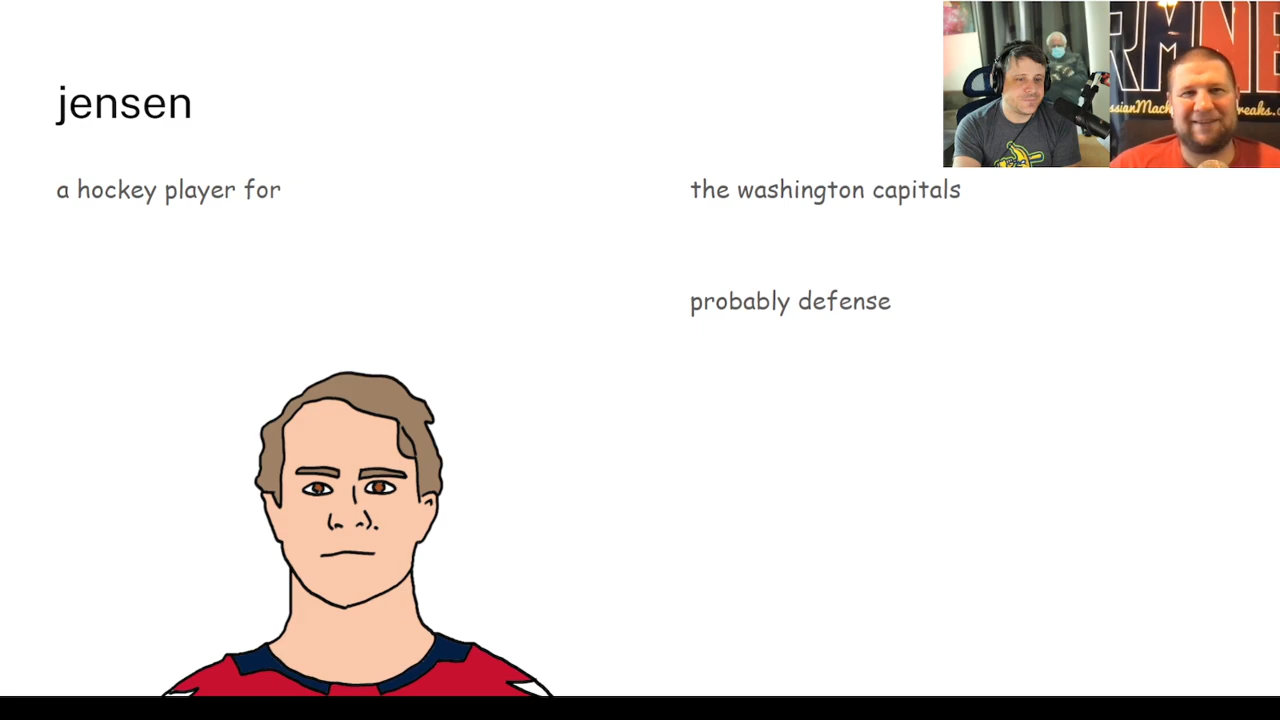 jensen
a hockey player for
the washington capitals
probably defense